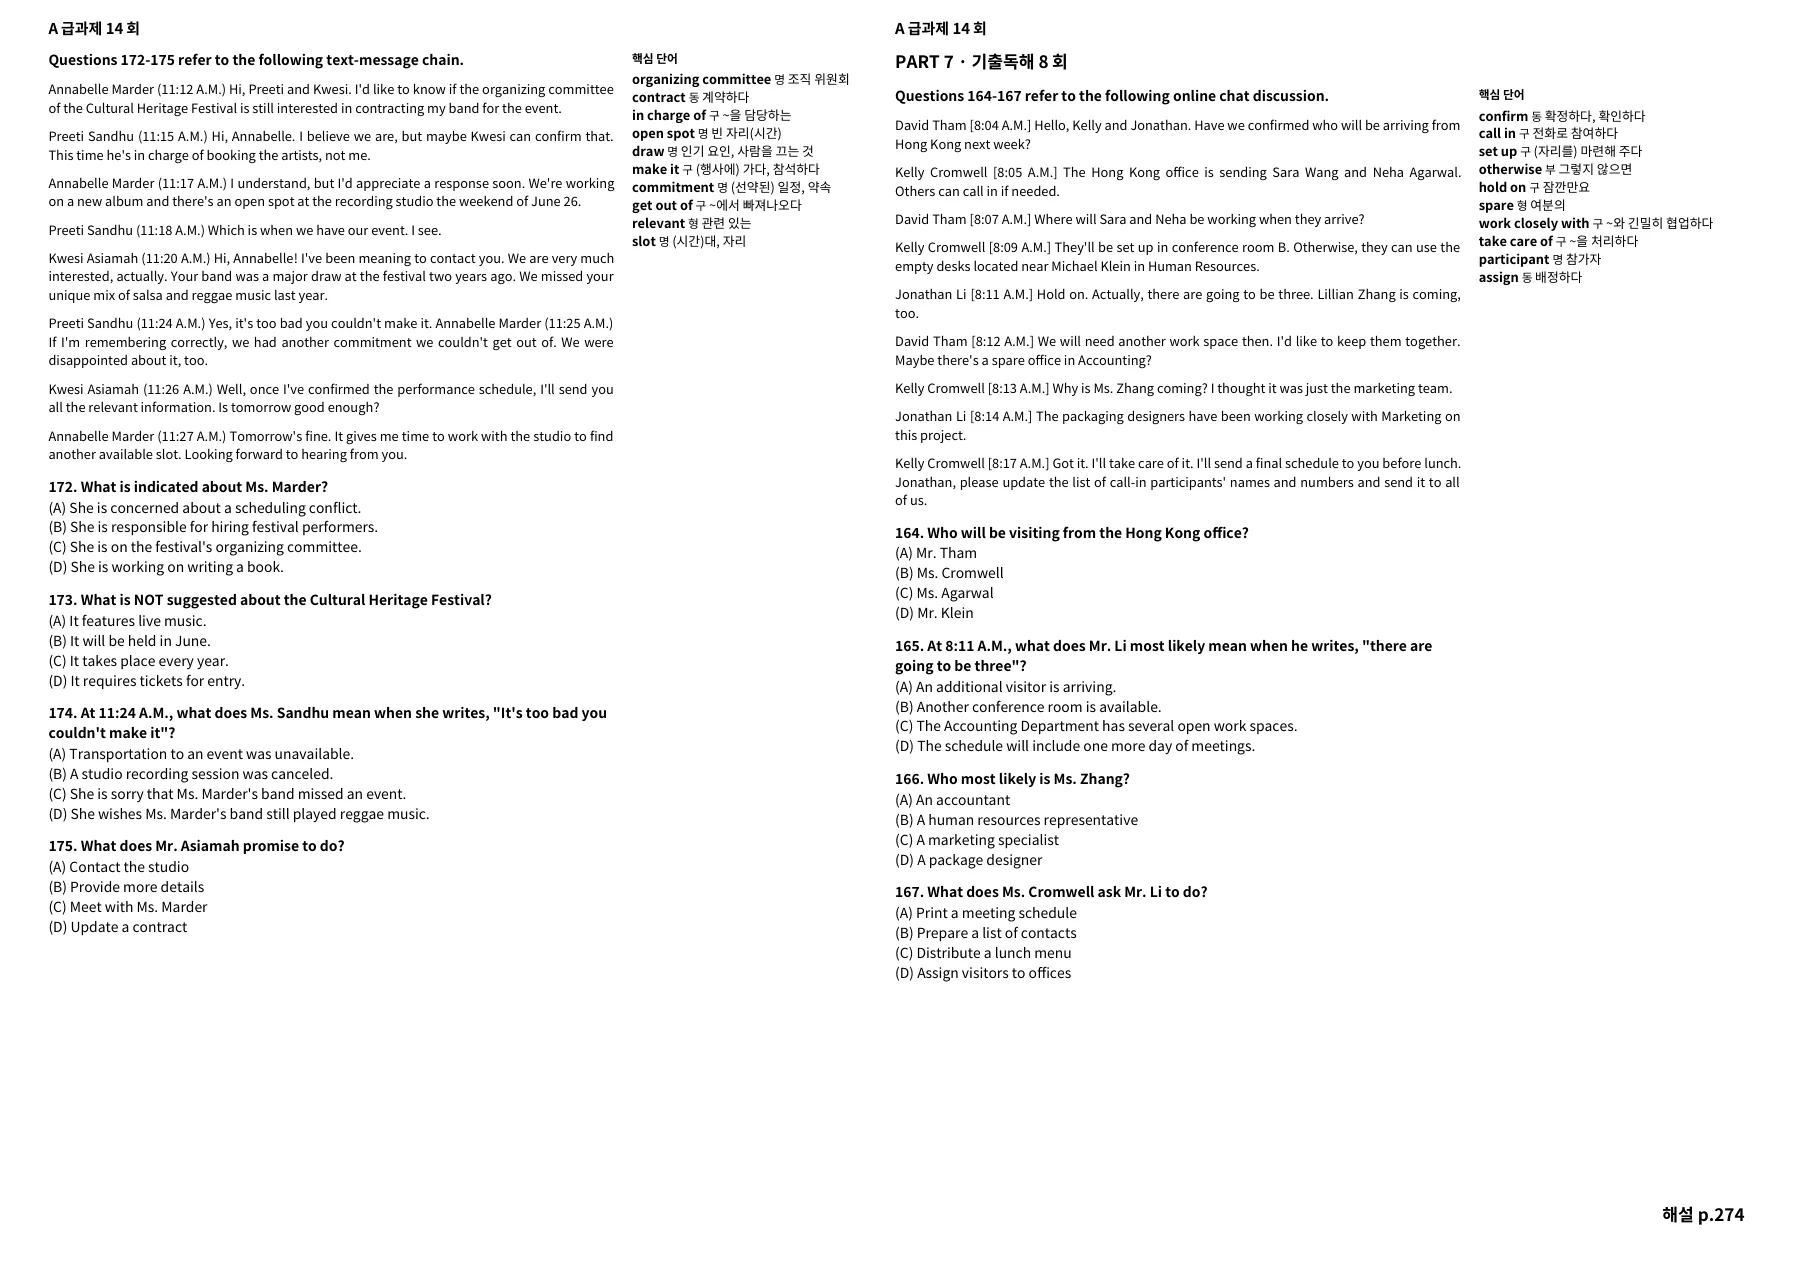 A 급과제 14 회
Questions 172-175 refer to the following text-message chain.
Annabelle Marder (11:12 A.M.) Hi, Preeti and Kwesi. I'd like to know if the organizing committee
of the Cultural Heritage Festival is still interested in contracting my band for the event.
Preeti Sandhu (11:15 A.M.) Hi, Annabelle. I believe we are, but maybe Kwesi can confirm that.
This time he's in charge of booking the artists, not me.
Annabelle Marder (11:17 A.M.) I understand, but I'd appreciate a response soon. We're working
on a new album and there's an open spot at the recording studio the weekend of June 26.
Preeti Sandhu (11:18 A.M.) Which is when we have our event. I see.
Kwesi Asiamah (11:20 A.M.) Hi, Annabelle! I've been meaning to contact you. We are very much
interested, actually. Your band was a major draw at the festival two years ago. We missed your
unique mix of salsa and reggae music last year.
Preeti Sandhu (11:24 A.M.) Yes, it's too bad you couldn't make it. Annabelle Marder (11:25 A.M.)
If I'm remembering correctly, we had another commitment we couldn't get out of. We were
disappointed about it, too.
Kwesi Asiamah (11:26 A.M.) Well, once I've confirmed the performance schedule, I'll send you
all the relevant information. Is tomorrow good enough?
Annabelle Marder (11:27 A.M.) Tomorrow's fine. It gives me time to work with the studio to find
another available slot. Looking forward to hearing from you.
172. What is indicated about Ms. Marder?
(A) She is concerned about a scheduling conflict.
(B) She is responsible for hiring festival performers.
(C) She is on the festival's organizing committee.
(D) She is working on writing a book.
173. What is NOT suggested about the Cultural Heritage Festival?
(A) It features live music.
(B) It will be held in June.
(C) It takes place every year.
(D) It requires tickets for entry.
174. At 11:24 A.M., what does Ms. Sandhu mean when she writes, "It's too bad you
couldn't make it"?
(A) Transportation to an event was unavailable.
(B) A studio recording session was canceled.
(C) She is sorry that Ms. Marder's band missed an event.
(D) She wishes Ms. Marder's band still played reggae music.
175. What does Mr. Asiamah promise to do?
(A) Contact the studio
(B) Provide more details
(C) Meet with Ms. Marder
(D) Update a contract
핵심 단어
organizing committee 명 조직 위원회
contract 동 계약하다
in charge of 구 ~을 담당하는
open spot 명 빈 자리(시간)
draw 명 인기 요인, 사람을 끄는 것
make it 구 (행사에) 가다, 참석하다
commitment 명 (선약된) 일정, 약속
get out of 구 ~에서 빠져나오다
relevant 형 관련 있는
slot 명 (시간)대, 자리
A 급과제 14 회
PART 7 · 기출독해 8 회
Questions 164-167 refer to the following online chat discussion.
David Tham [8:04 A.M.] Hello, Kelly and Jonathan. Have we confirmed who will be arriving from
Hong Kong next week?
Kelly Cromwell [8:05 A.M.] The Hong Kong office is sending Sara Wang and Neha Agarwal.
Others can call in if needed.
David Tham [8:07 A.M.] Where will Sara and Neha be working when they arrive?
Kelly Cromwell [8:09 A.M.] They'll be set up in conference room B. Otherwise, they can use the
empty desks located near Michael Klein in Human Resources.
Jonathan Li [8:11 A.M.] Hold on. Actually, there are going to be three. Lillian Zhang is coming,
too.
David Tham [8:12 A.M.] We will need another work space then. I'd like to keep them together.
Maybe there's a spare office in Accounting?
Kelly Cromwell [8:13 A.M.] Why is Ms. Zhang coming? I thought it was just the marketing team.
Jonathan Li [8:14 A.M.] The packaging designers have been working closely with Marketing on
this project.
Kelly Cromwell [8:17 A.M.] Got it. I'll take care of it. I'll send a final schedule to you before lunch.
Jonathan, please update the list of call-in participants' names and numbers and send it to all
of us.
164. Who will be visiting from the Hong Kong office?
(A) Mr. Tham
(B) Ms. Cromwell
(C) Ms. Agarwal
(D) Mr. Klein
165. At 8:11 A.M., what does Mr. Li most likely mean when he writes, "there are
going to be three"?
(A) An additional visitor is arriving.
(B) Another conference room is available.
(C) The Accounting Department has several open work spaces.
(D) The schedule will include one more day of meetings.
166. Who most likely is Ms. Zhang?
(A) An accountant
(B) A human resources representative
(C) A marketing specialist
(D) A package designer
167. What does Ms. Cromwell ask Mr. Li to do?
(A) Print a meeting schedule
(B) Prepare a list of contacts
(C) Distribute a lunch menu
(D) Assign visitors to offices
핵심 단어
confirm 동 확정하다, 확인하다
call in 구 전화로 참여하다
set up 구 (자리를) 마련해 주다
otherwise 부 그렇지 않으면
hold on 구 잠깐만요
spare 형 여분의
work closely with 구 ~와 긴밀히 협업하다
take care of 구 ~을 처리하다
participant 명 참가자
assign 동 배정하다
해설 p.274